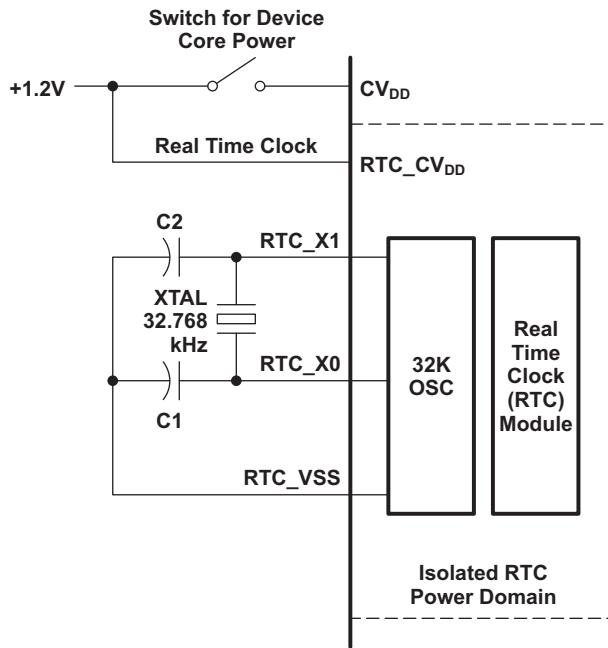 Switch for Device
Core Power
+1.2V
CVDD
Real Time Clock
RTC_CVDD
C2
RTC_X1
XTAL
32.768
kHz
RTC_X0
C1
RTC_VSS
32K
OSC
Real
Time
Clock
(RTC)
Module
Isolated RTC
Power Domain